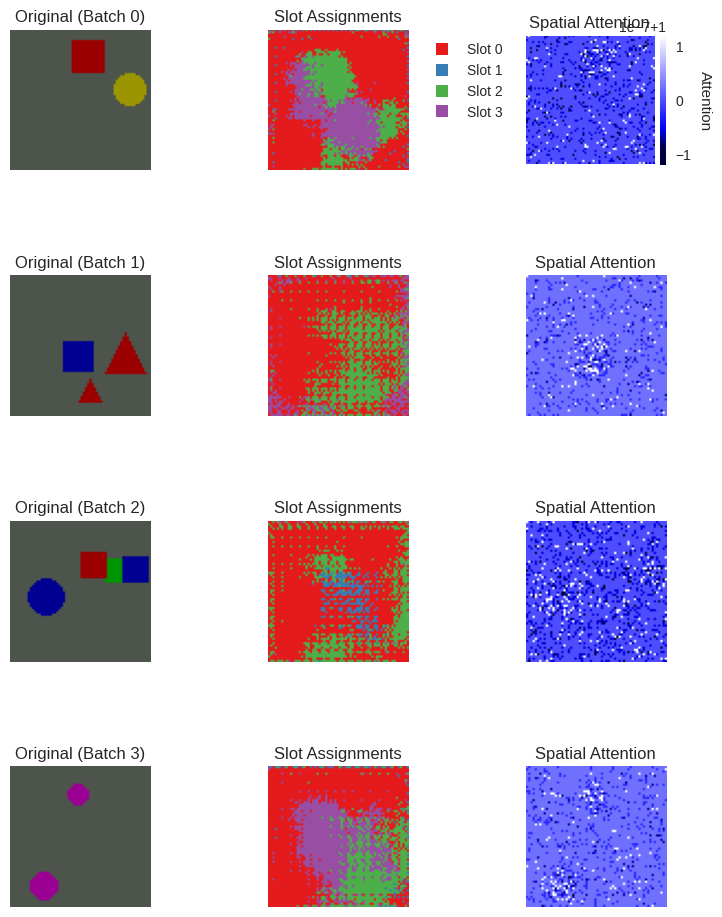 Original (Batch 0)
Slot Assignments
Spatial Attention
1e−7+1
Slot 0
Slot 1
Slot 2
Slot 3
1
0
−1
Attention
Original (Batch 1)
Slot Assignments
Spatial Attention
Original (Batch 2)
Slot Assignments
Spatial Attention
Original (Batch 3)
Slot Assignments
Spatial Attention